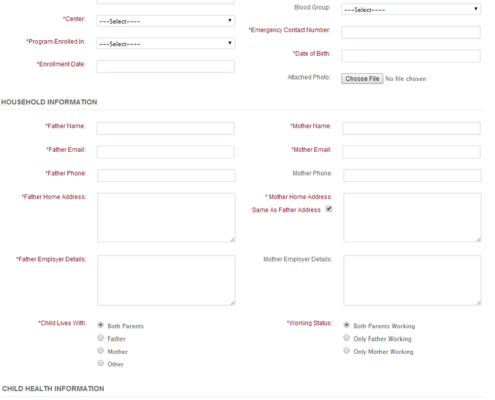 Blood Group: ---Select----
*Center: ---Select----
*Emergency Contact Number:
*Program Enrolled In: ---Select----
*Date of Birth:
*Enrollment Date:
Attached Photo: Choose File No file chosen
HOUSEHOLD INFORMATION
*Father Name: *Mother Name:
*Father Email: *Mother Email:
*Father Phone: Mother Phone:
*Father Home Address: * Mother Home Address:
Same As Father Address
*Father Employer Details: Mother Employer Details:
*Child Lives With: Both Parents *Working Status: Both Parents Working
Father Only Father Working
Mother Only Mother Working
Other
CHILD HEALTH INFORMATION